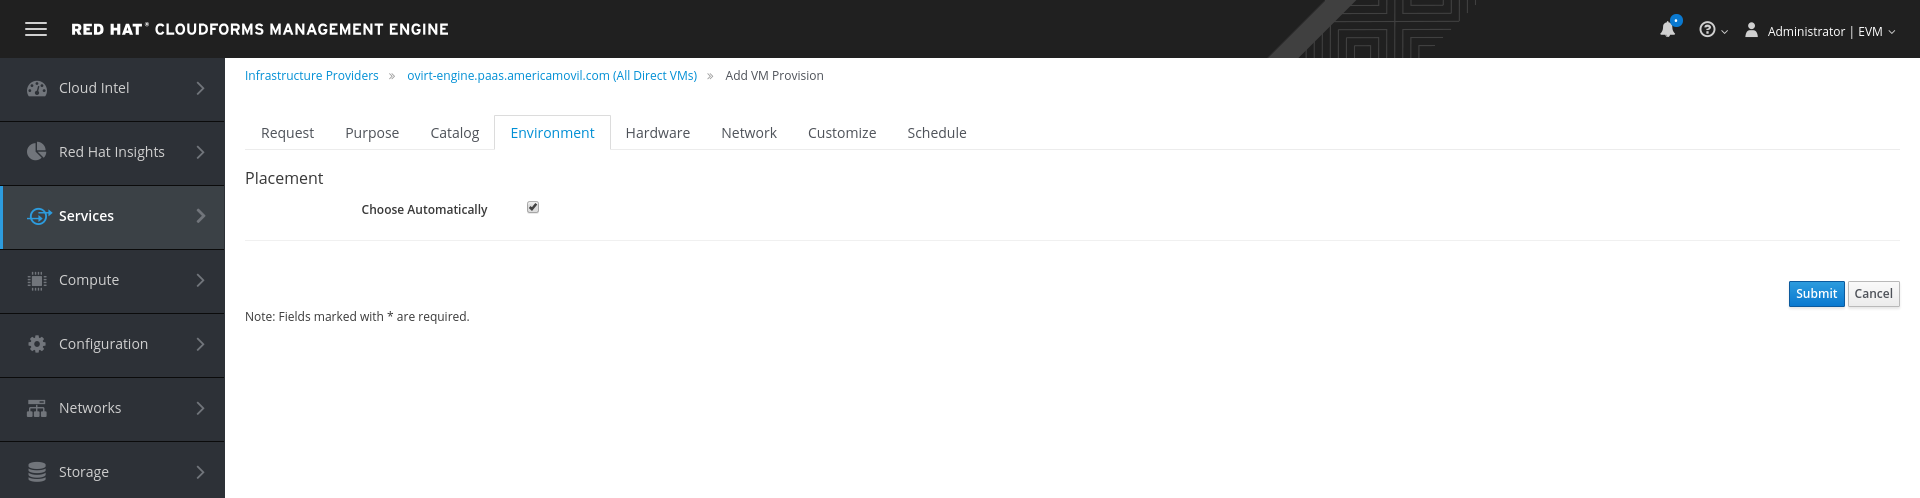 RED HAT® CLOUDFORMS MANAGEMENT ENGINE
Administrator | EVM
Cloud Intel
Red Hat Insights
Services
Compute
Configuration
Networks
Storage
Infrastructure Providers » ovirt-engine.paas.americamovil.com (All Direct VMs) » Add VM Provision
Request Purpose Catalog Environment Hardware Network Customize Schedule
Placement
Choose Automatically
Submit Cancel
Note: Fields marked with * are required.